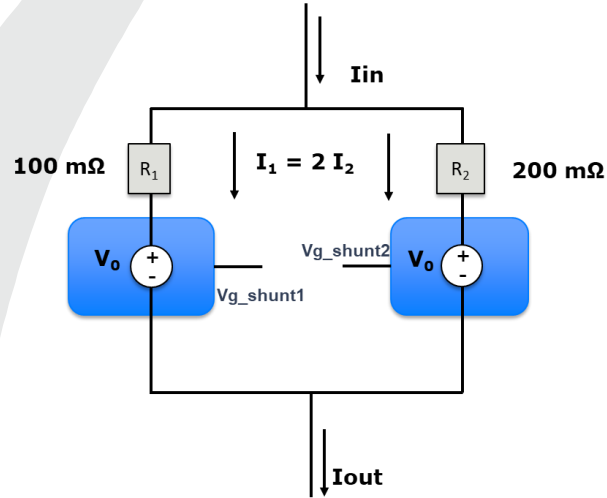 Iin
100 mΩ
R1
I1 = 2 I2
R2
200 mΩ
V0
+
-
Vg_shunt1
Vg_shunt2
V0
+
-
Iout